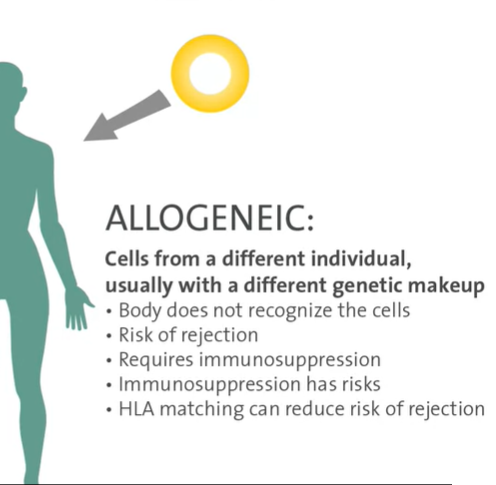 ALLOGENEIC:
Cells from a different individual,
usually with a different genetic makeup
• Body does not recognize the cells
• Risk of rejection
• Requires immunosuppression
• Immunosuppression has risks
• HLA matching can reduce risk of rejection